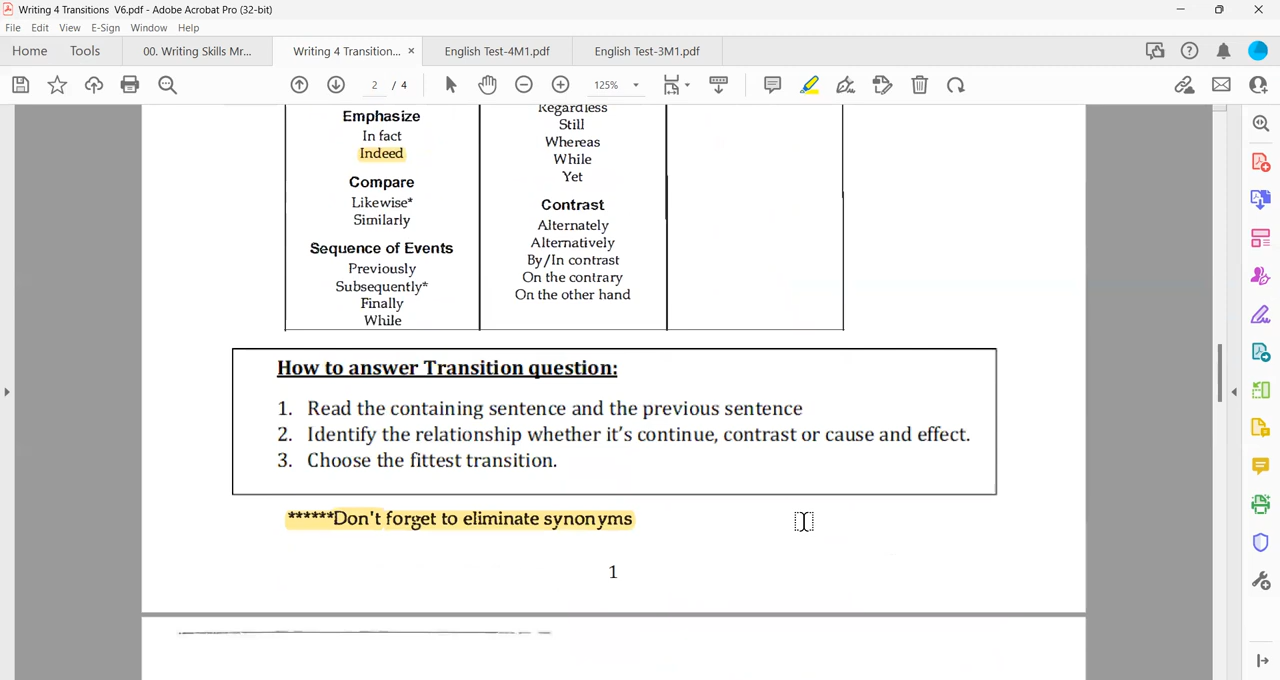 Writing 4 Transitions  V6.pdf - Adobe Acrobat Pro (32-bit)
File Edit View E-Sign Window Help
Home Tools 00. Writing Skills Mr... Writing 4 Transition... × English Test-4M1.pdf English Test-3M1.pdf
2 / 4 125%
Emphasize
In fact
Indeed
Compare
Likewise*
Similarly
Sequence of Events
Previously
Subsequently*
Finally
While
Regardless
Still
Whereas
While
Yet
Contrast
Alternately
Alternatively
By/In contrast
On the contrary
On the other hand
How to answer Transition question:
1. Read the containing sentence and the previous sentence
2. Identify the relationship whether it's continue, contrast or cause and effect.
3. Choose the fittest transition.
******Don't forget to eliminate synonyms
1